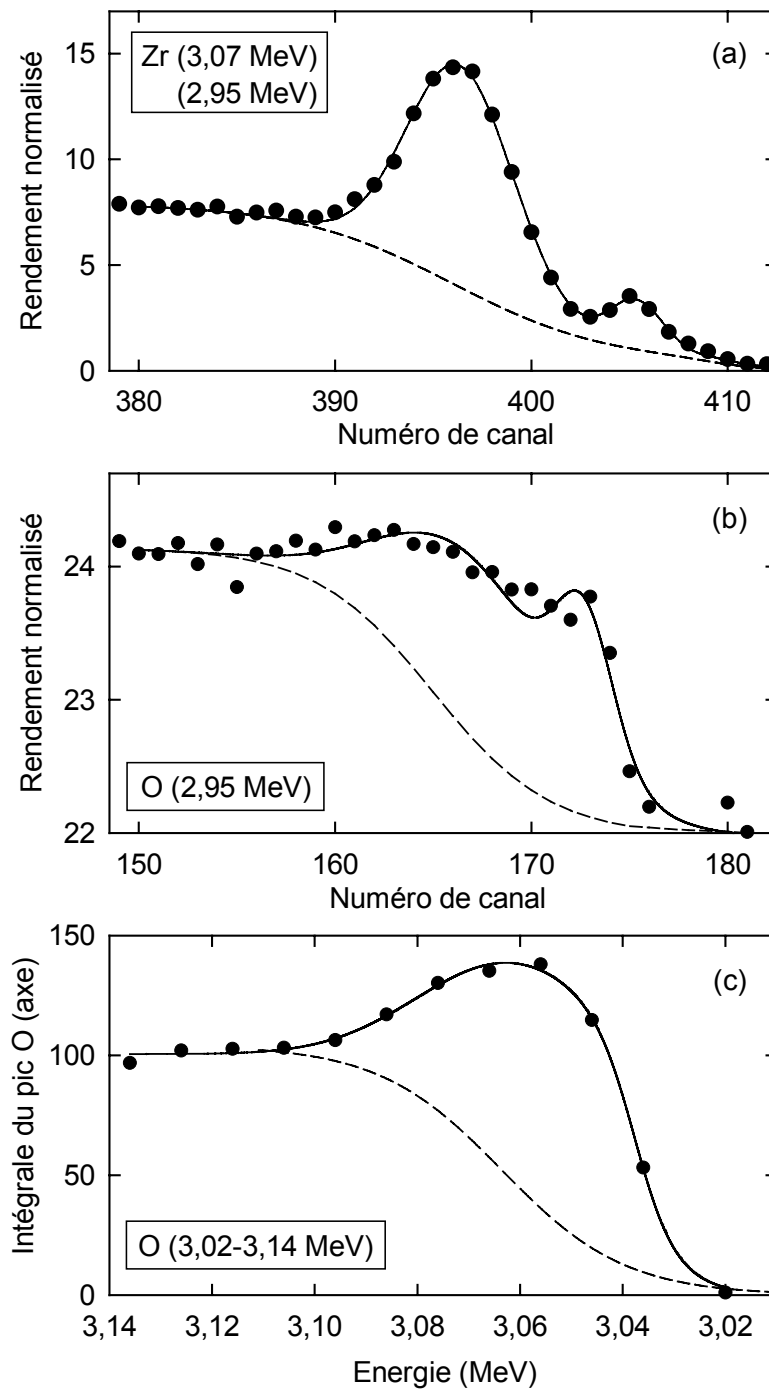 Zr (3,07 MeV)
(2,95 MeV)
(a)
Rendement normalisé
15
10
5
0
380 390 400 410
Numéro de canal
(b)
Rendement normalisé
24
23
22
O (2,95 MeV)
150 160 170 180
Numéro de canal
(c)
Intégrale du pic O (axe)
150
100
50
0
O (3,02-3,14 MeV)
3,14 3,12 3,10 3,08 3,06 3,04 3,02
Energie (MeV)